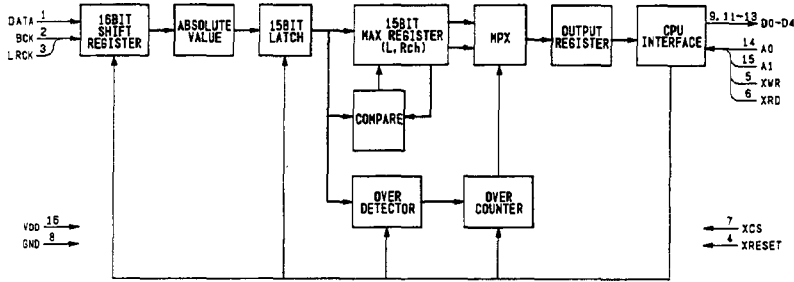 DATA 1
BCK 2
LRCK 3
16BIT
SHIFT
REGISTER
ABSOLUTE
VALUE
15BIT
LATCH
15BIT
MAX REGISTER
(L,Rch)
MPX
OUTPUT
REGISTER
CPU
INTERFACE
9,11~13 D0~D4
14 A0
15 A1
5 XWR
6 XRD
COMPARE
OVER
DETECTOR
OVER
COUNTER
VDD 16
GND 8
7 XCS
4 XRESET